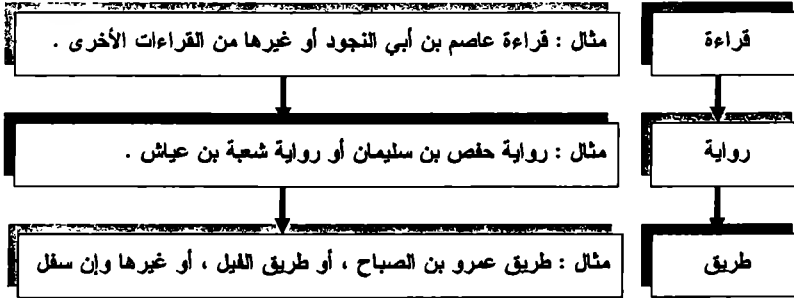 قراءة
مثال : قراءة عاصم بن أبي النجود أو غيرها من القراءات الأخرى .
رواية
مثال : رواية حفص بن سليمان أو رواية شعبة بن عياش .
طريق
مثال : طريق عمرو بن الصباح ، أو طريق الفيل ، أو غيرها وإن سفل